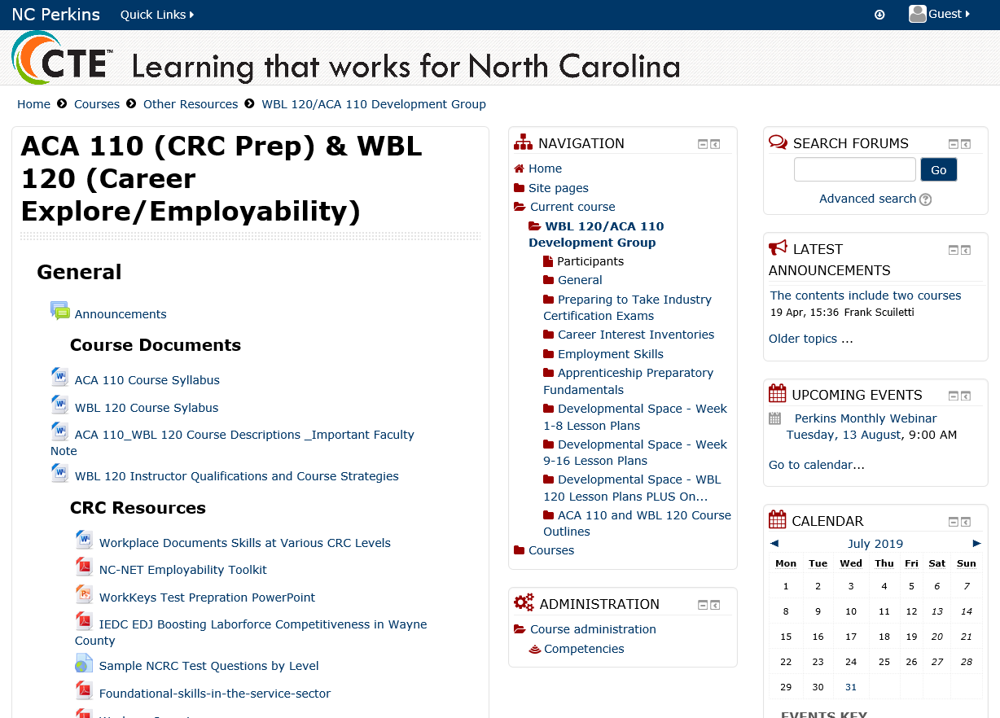 NC Perkins Quick Links Guest
CTE™ Learning that works for North Carolina
Home Courses Other Resources WBL 120/ACA 110 Development Group
ACA 110 (CRC Prep) & WBL
120 (Career
Explore/Employability)
General
Announcements
Course Documents
ACA 110 Course Syllabus
WBL 120 Course Sylabus
ACA 110_WBL 120 Course Descriptions _Important Faculty
Note
WBL 120 Instructor Qualifications and Course Strategies
CRC Resources
Workplace Documents Skills at Various CRC Levels
NC-NET Employability Toolkit
WorkKeys Test Prepration PowerPoint
IEDC EDJ Boosting Laborforce Competitiveness in Wayne
County
Sample NCRC Test Questions by Level
Foundational-skills-in-the-service-sector
NAVIGATION
Home
Site pages
Current course
WBL 120/ACA 110
Development Group
Participants
General
Preparing to Take Industry
Certification Exams
Career Interest Inventories
Employment Skills
Apprenticeship Preparatory
Fundamentals
Developmental Space - Week
1-8 Lesson Plans
Developmental Space - Week
9-16 Lesson Plans
Developmental Space - WBL
120 Lesson Plans PLUS On...
ACA 110 and WBL 120 Course
Outlines
Courses
ADMINISTRATION
Course administration
Competencies
SEARCH FORUMS
Go
Advanced search
LATEST
ANNOUNCEMENTS
The contents include two courses
19 Apr, 15:36 Frank Scuiletti
Older topics ...
UPCOMING EVENTS
Perkins Monthly Webinar
Tuesday, 13 August, 9:00 AM
Go to calendar...
CALENDAR
◄ July 2019 ►
Mon Tue Wed Thu Fri Sat Sun
1 2 3 4 5 6 7
8 9 10 11 12 13 14
15 16 17 18 19 20 21
22 23 24 25 26 27 28
29 30 31
EVENTS KEY